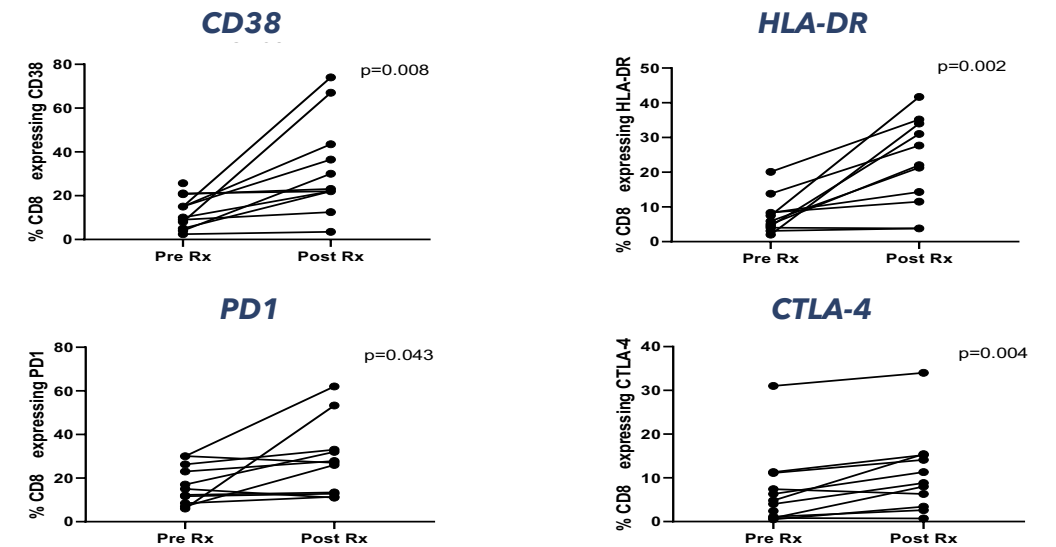 CD38
% CD8 expressing CD38
80
60
40
20
0
p=0.008
Pre Rx
Post Rx
HLA-DR
% CD8 expressing HLA-DR
50
40
30
20
10
0
p=0.002
Pre Rx
Post Rx
PD1
% CD8 expressing PD1
80
60
40
20
0
p=0.043
Pre Rx
Post Rx
CTLA-4
% CD8 expressing CTLA-4
40
30
20
10
0
p=0.004
Pre Rx
Post Rx